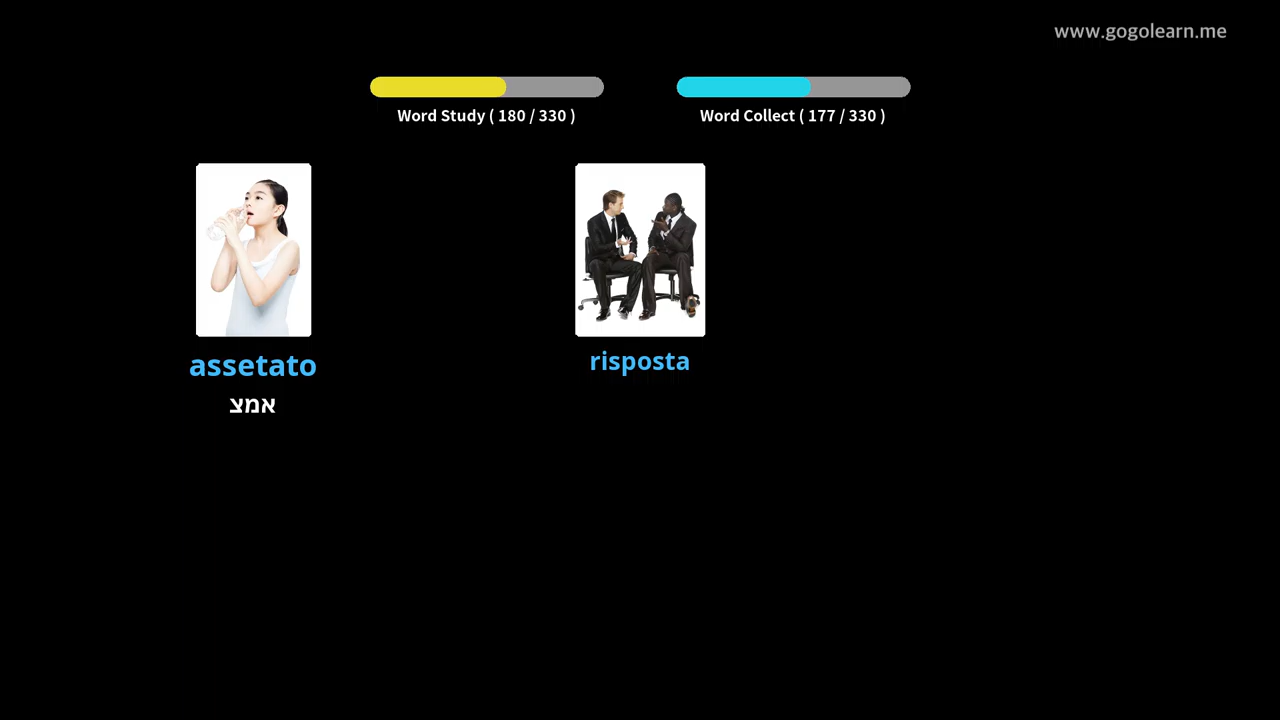 www.gogolearn.me
Word Study ( 180 / 330 )
Word Collect ( 177 / 330 )
assetato
אמצ
risposta